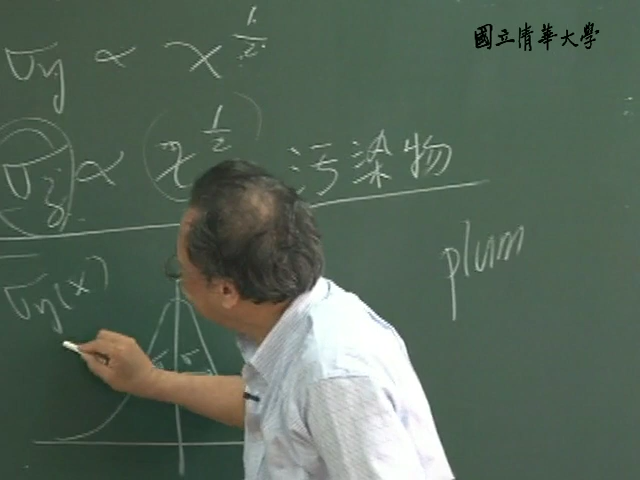 國立清華大學
σy ∝ x^1/2
σz ∝ x^1/2 污染物
σy(x)
plum
σ σ